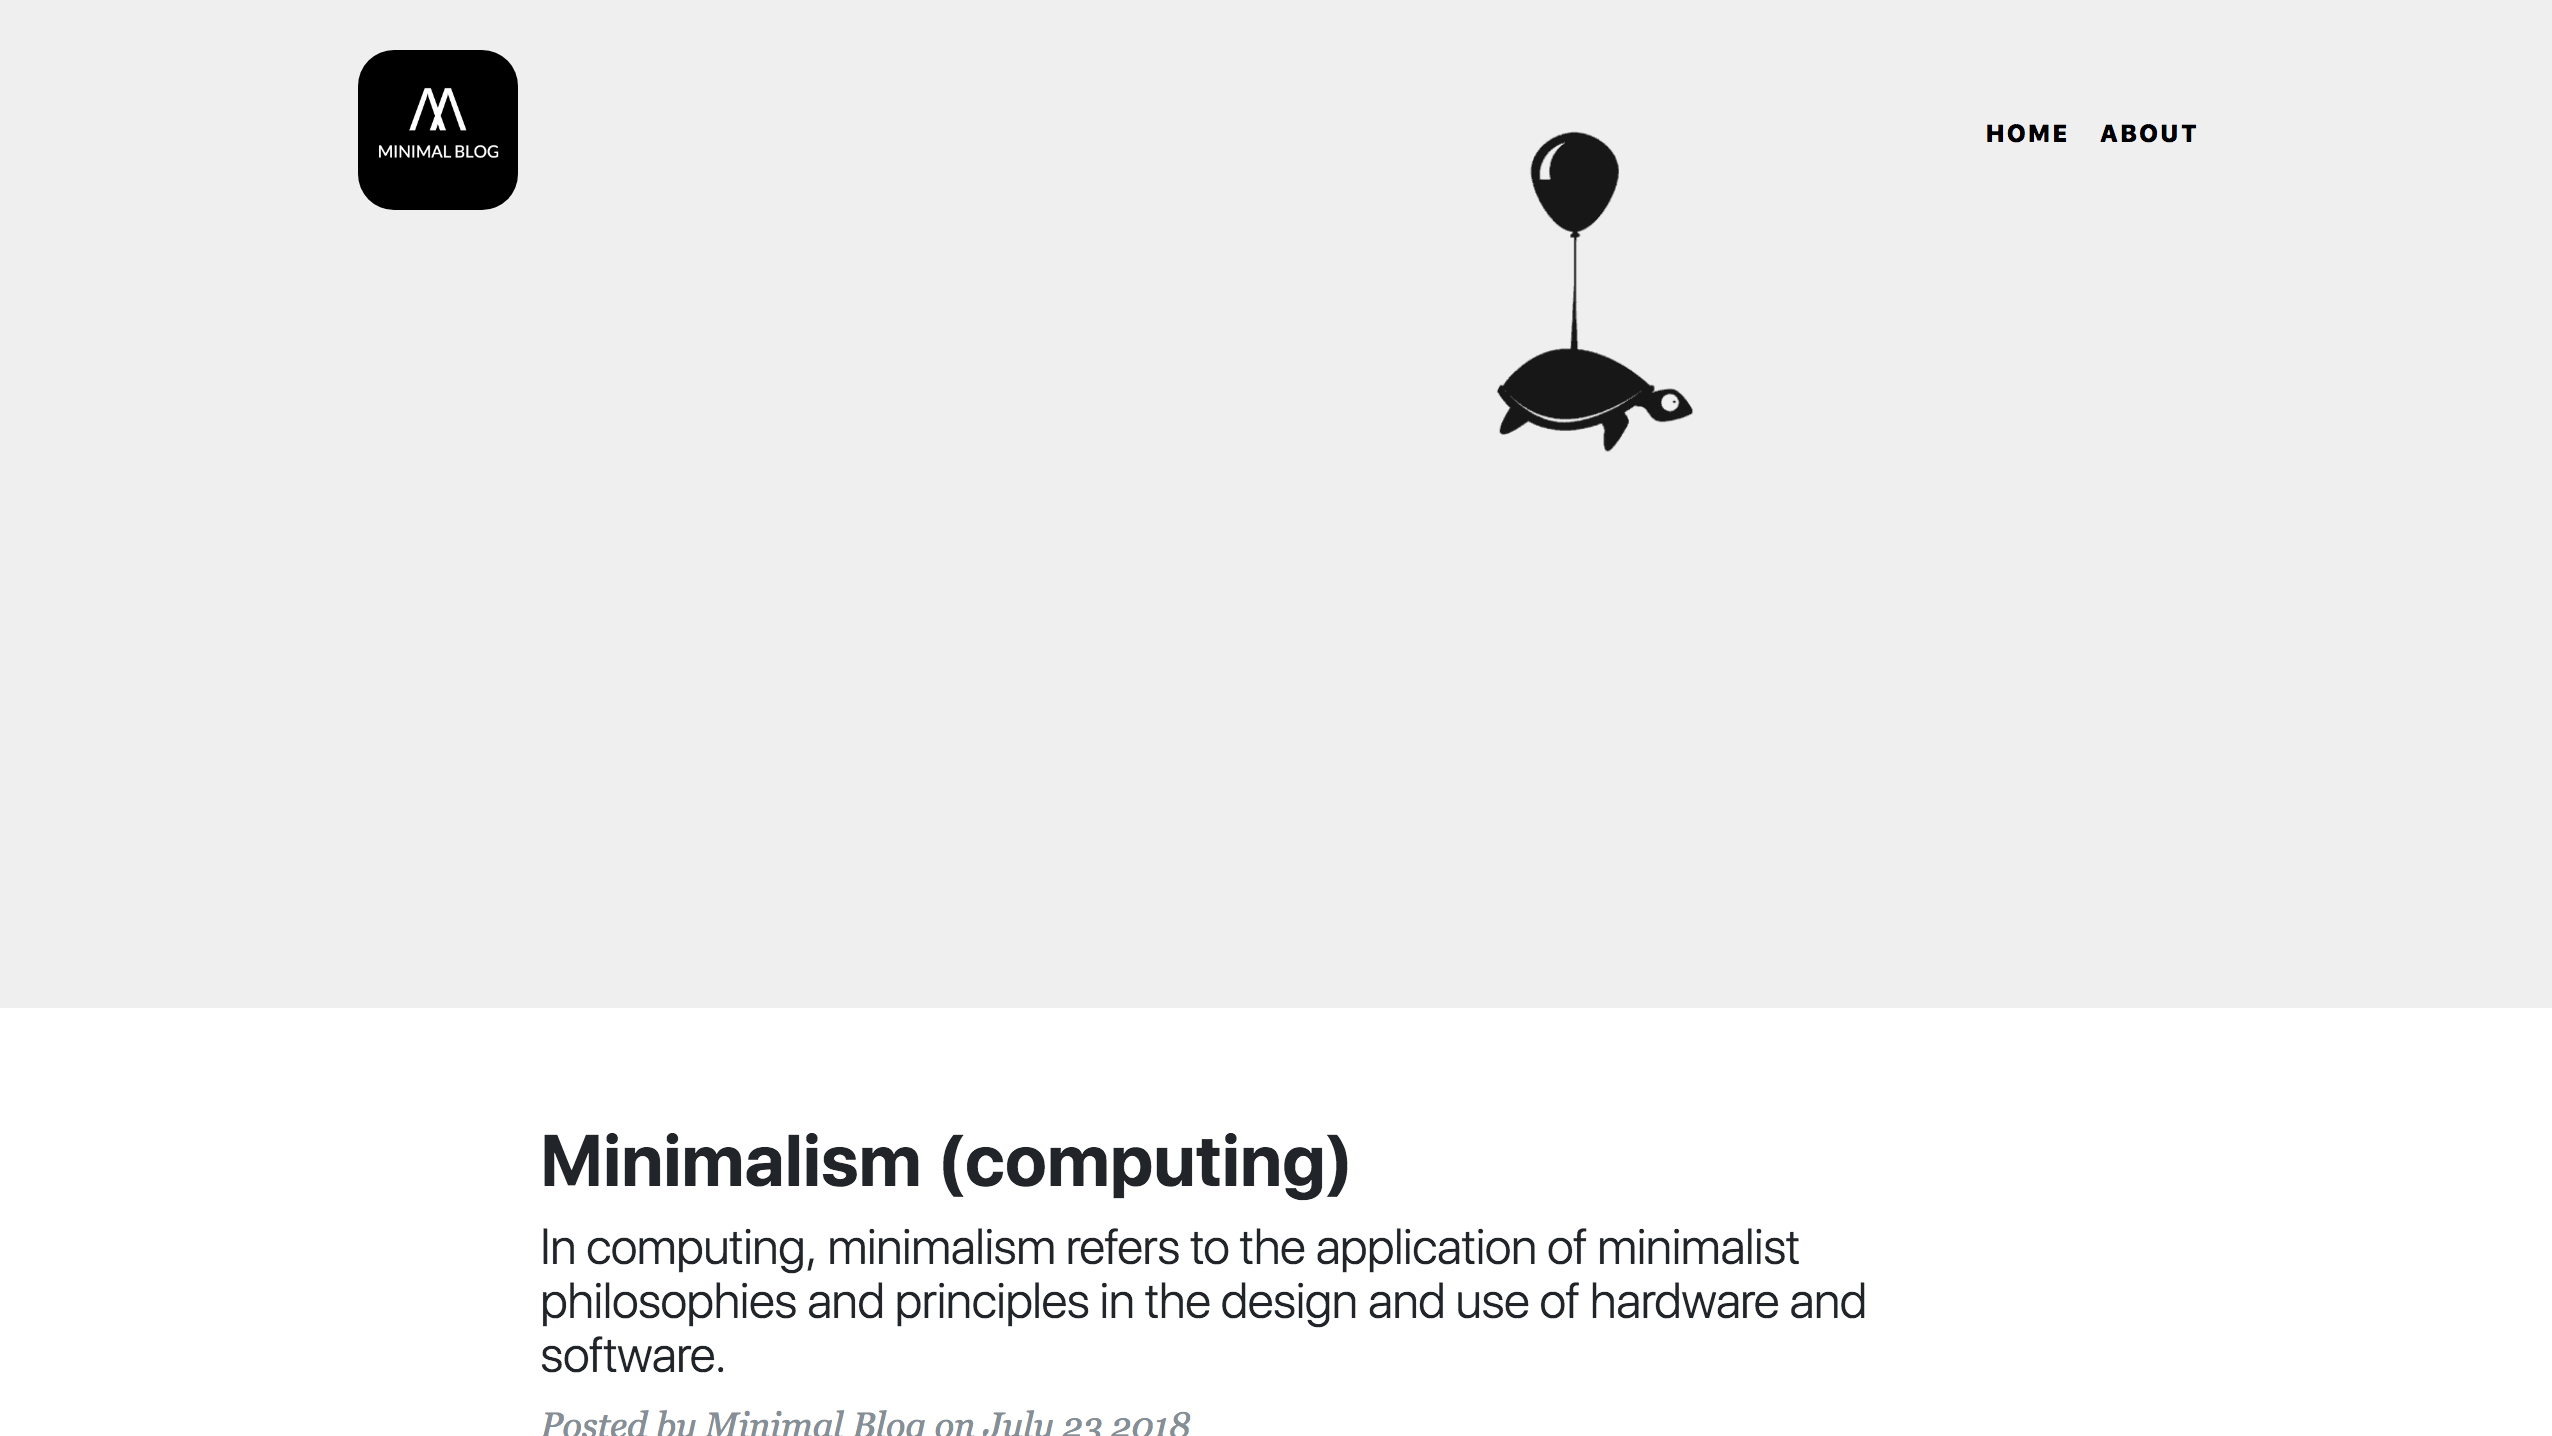 MINIMAL BLOG
HOME ABOUT
Minimalism (computing)
In computing, minimalism refers to the application of minimalist
philosophies and principles in the design and use of hardware and
software.
Posted by Minimal Blog on July 23 2018